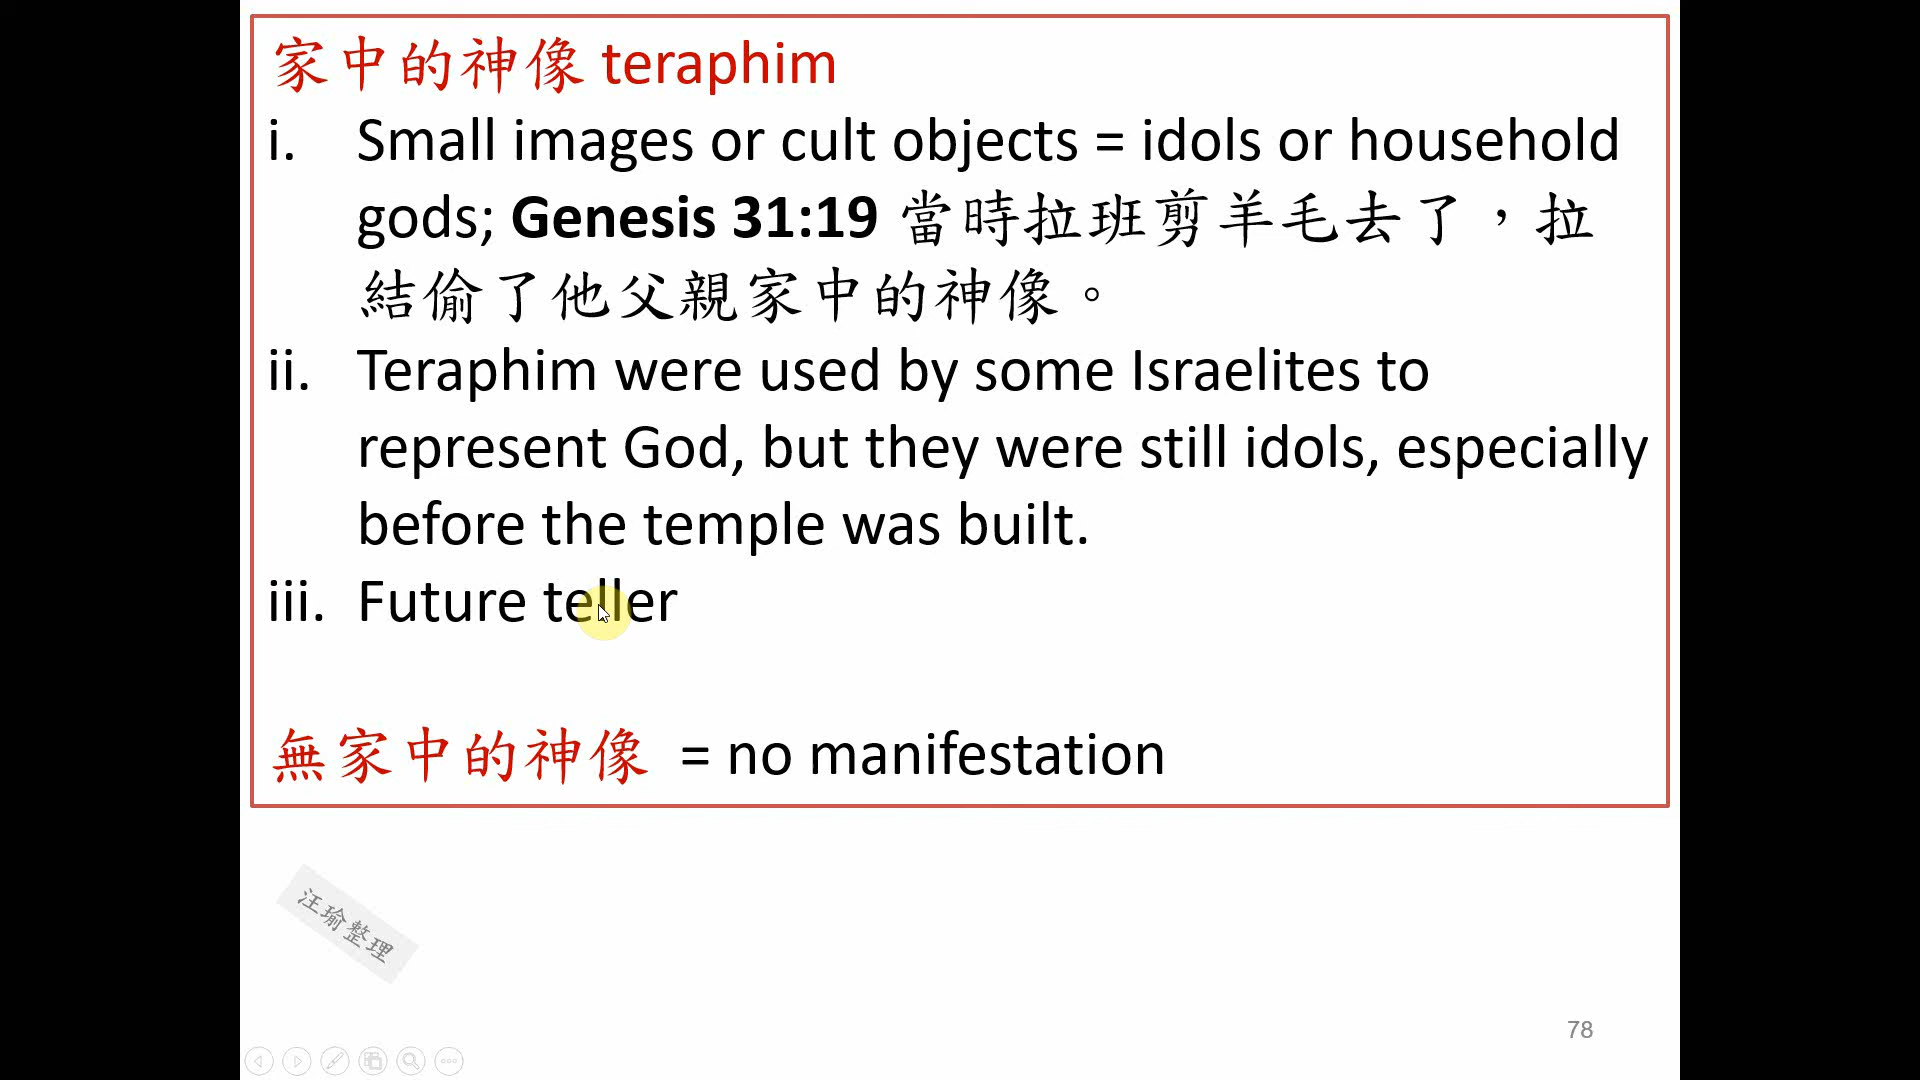 家中的神像 teraphim
i. Small images or cult objects = idols or household
gods; Genesis 31:19 當時拉班剪羊毛去了，拉
結偷了他父親家中的神像。
ii. Teraphim were used by some Israelites to
represent God, but they were still idols, especially
before the temple was built.
iii. Future teller
無家中的神像 = no manifestation
汪瑜整理
78